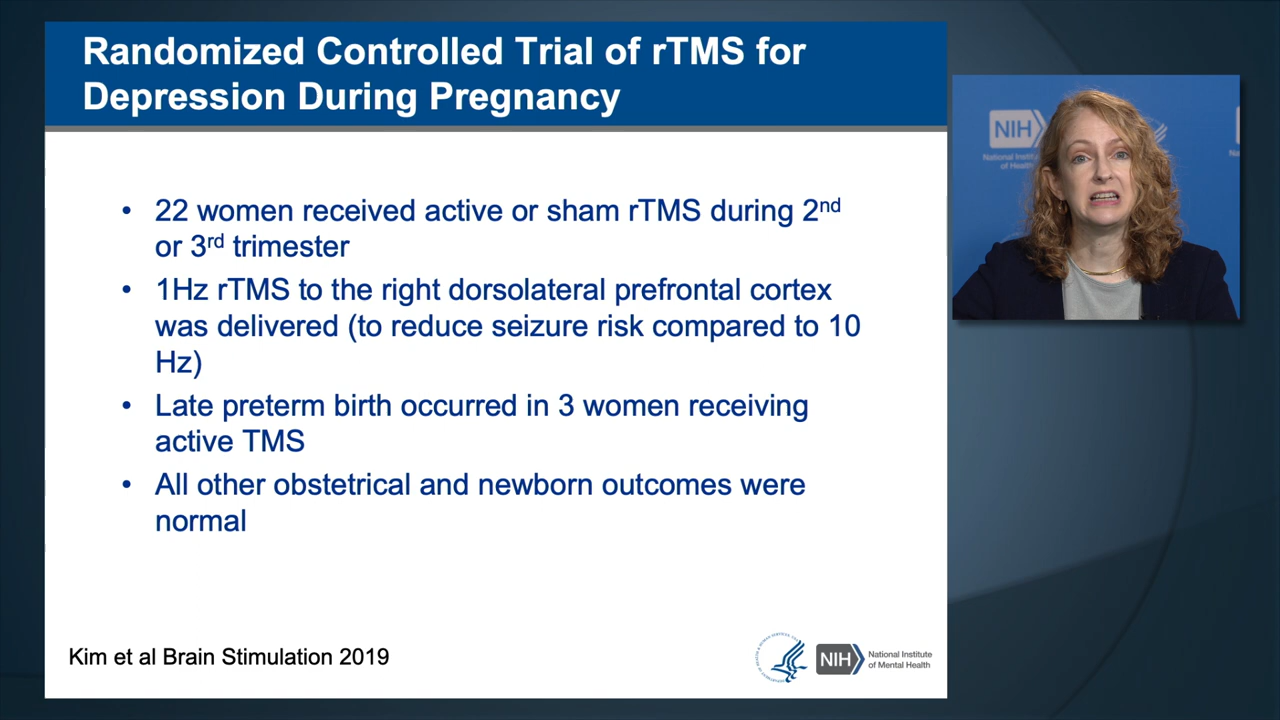 Randomized Controlled Trial of rTMS for
Depression During Pregnancy
• 22 women received active or sham rTMS during 2nd
or 3rd trimester
• 1Hz rTMS to the right dorsolateral prefrontal cortex
was delivered (to reduce seizure risk compared to 10
Hz)
• Late preterm birth occurred in 3 women receiving
active TMS
• All other obstetrical and newborn outcomes were
normal
Kim et al Brain Stimulation 2019
NIH
National Institute
of Mental Health
NIH
of Health